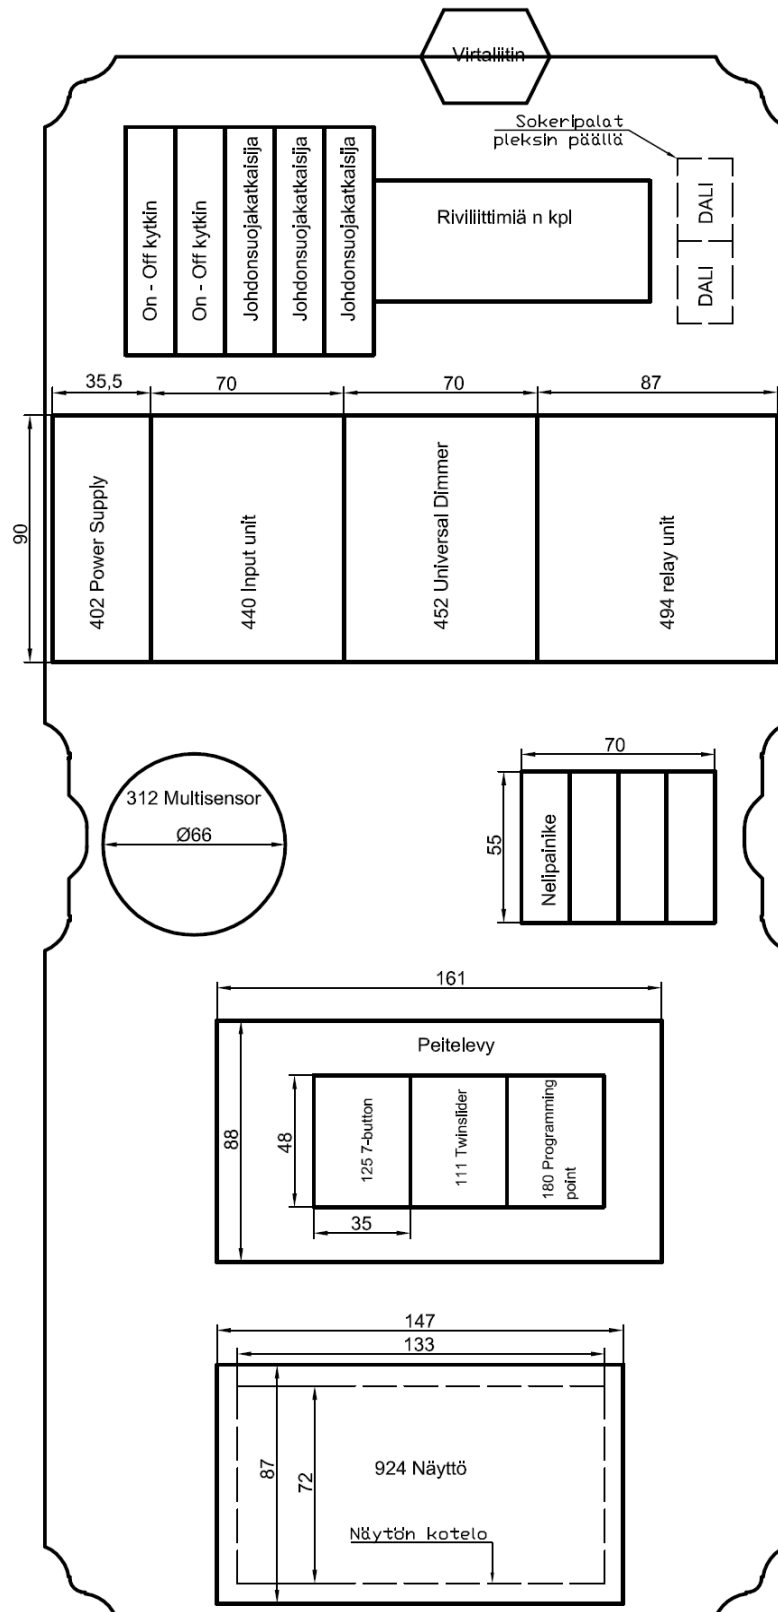 Virtaliitin
Sokeripalat
pleksin päällä
On - Off kytkin
On - Off kytkin
Johdonsuojakatkaisija
Johdonsuojakatkaisija
Johdonsuojakatkaisija
Riviliittimiä n kpl
DALI
DALI
35,5
70
70
87
90
402 Power Supply
440 Input unit
452 Universal Dimmer
494 relay unit
312 Multisensor
Ø66
70
55
Nelipainike
161
Peitelevy
88
48
125 7-button
111 Twinslider
180 Programming
point
35
147
133
87
72
924 Näyttö
Näytön kotelo